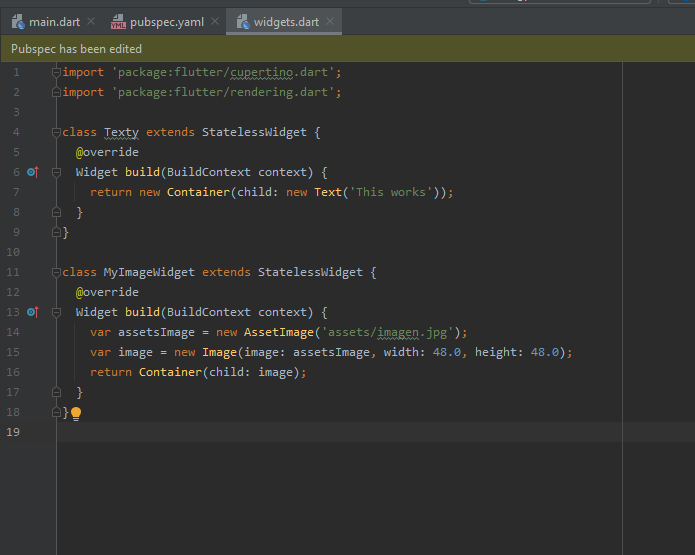 main.dart pubspec.yaml widgets.dart
Pubspec has been edited
1 import 'package:flutter/cupertino.dart';
2 import 'package:flutter/rendering.dart';
3
4 class Texty extends StatelessWidget {
5 @override
6 Widget build(BuildContext context) {
7 return new Container(child: new Text('This works'));
8 }
9 }
10
11 class MyImageWidget extends StatelessWidget {
12 @override
13 Widget build(BuildContext context) {
14 var assetsImage = new AssetImage('assets/imagen.jpg');
15 var image = new Image(image: assetsImage, width: 48.0, height: 48.0);
16 return Container(child: image);
17 }
18 }
19